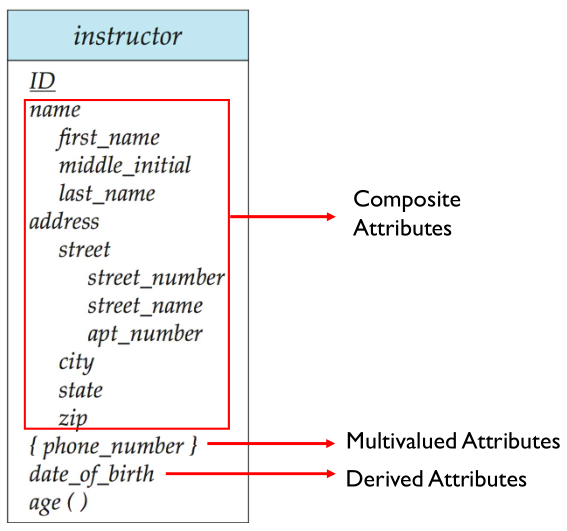 instructor
ID
name
first_name
middle_initial
last_name
address
street
street_number
street_name
apt_number
city
state
zip
{ phone_number }
date_of_birth
age ( )
Composite
Attributes
Multivalued Attributes
Derived Attributes